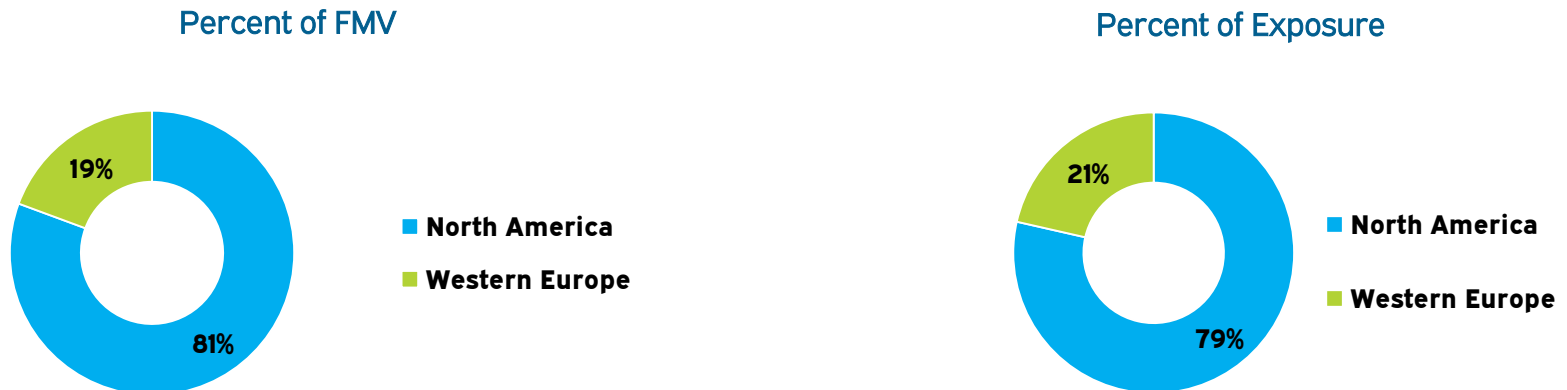 Percent of FMV
19%
81%
North America
Western Europe
Percent of Exposure
21%
79%
North America
Western Europe